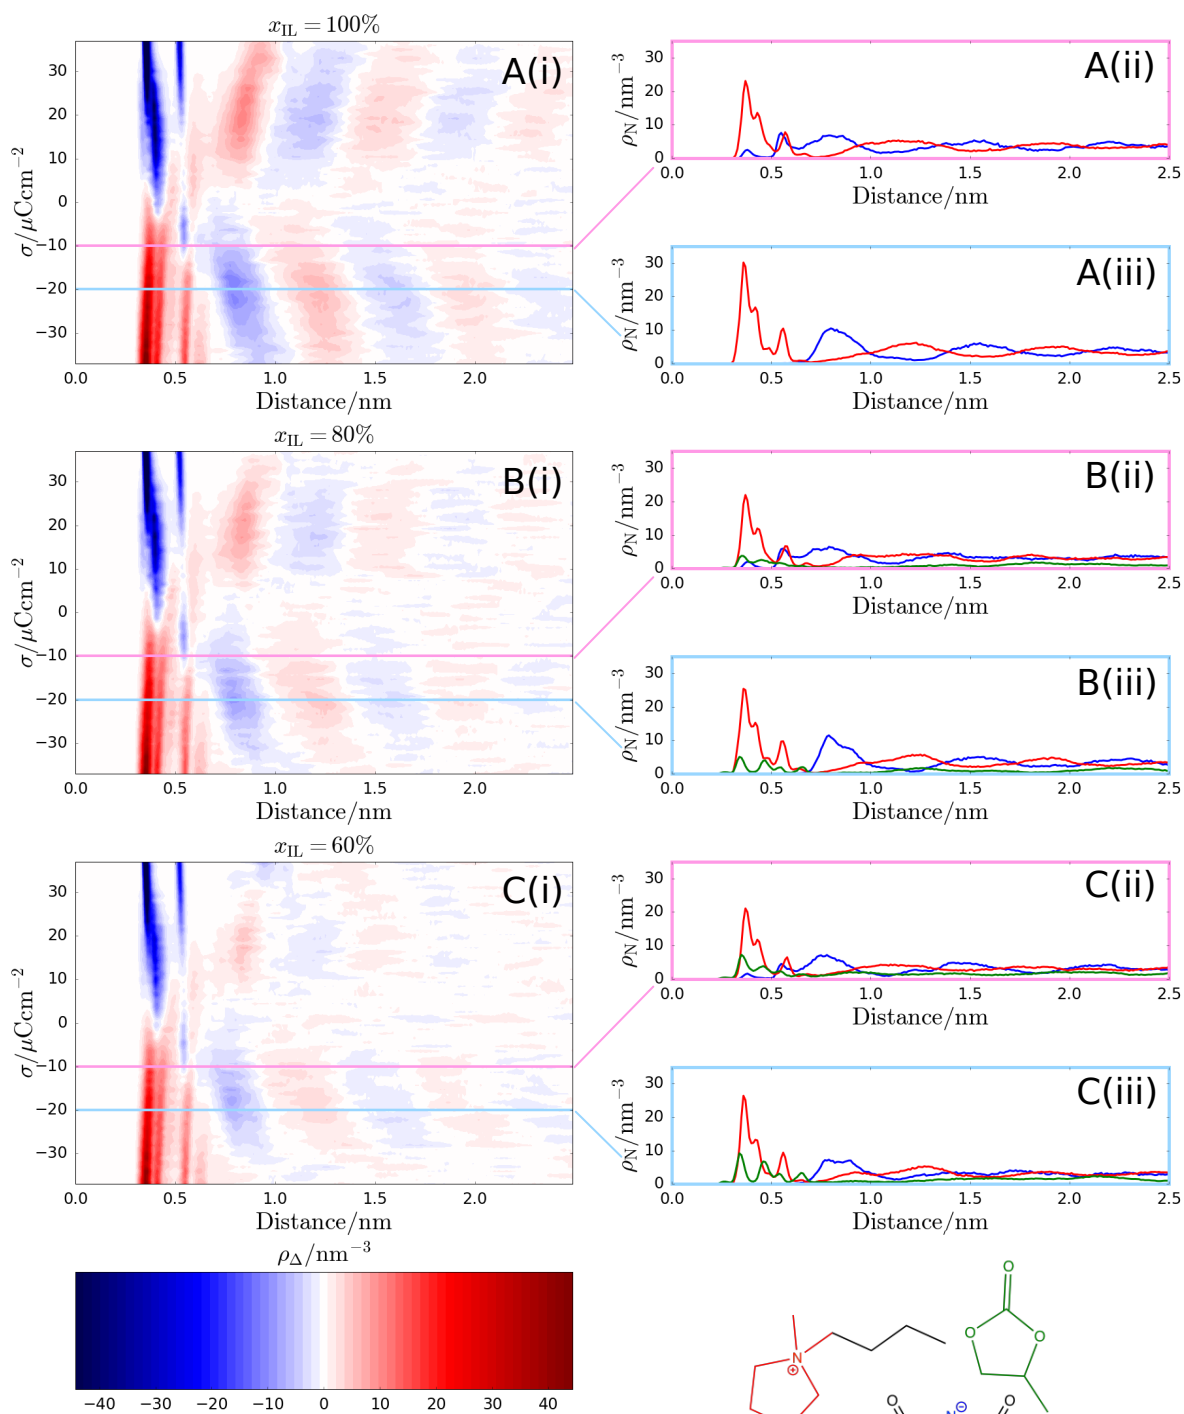 x_IL = 100%
A(i)
σ/μCcm⁻²
30
20
10
0
−10
−20
−30
0.0 0.5 1.0 1.5 2.0
Distance/nm
A(ii)
ρ_N/nm⁻³
30
20
10
0
0.0 0.5 1.0 1.5 2.0 2.5
Distance/nm
A(iii)
ρ_N/nm⁻³
30
20
10
0
0.0 0.5 1.0 1.5 2.0 2.5
Distance/nm
x_IL = 80%
B(i)
σ/μCcm⁻²
30
20
10
0
−10
−20
−30
0.0 0.5 1.0 1.5 2.0
Distance/nm
B(ii)
ρ_N/nm⁻³
30
20
10
0
0.0 0.5 1.0 1.5 2.0 2.5
Distance/nm
B(iii)
ρ_N/nm⁻³
30
20
10
0
0.0 0.5 1.0 1.5 2.0 2.5
Distance/nm
x_IL = 60%
C(i)
σ/μCcm⁻²
30
20
10
0
−10
−20
−30
0.0 0.5 1.0 1.5 2.0
Distance/nm
C(ii)
ρ_N/nm⁻³
30
20
10
0
0.0 0.5 1.0 1.5 2.0 2.5
Distance/nm
C(iii)
ρ_N/nm⁻³
30
20
10
0
0.0 0.5 1.0 1.5 2.0 2.5
Distance/nm
ρ_Δ/nm⁻³
−40 −30 −20 −10 0 10 20 30 40
O
O O
N
⊕
O ⊖ O